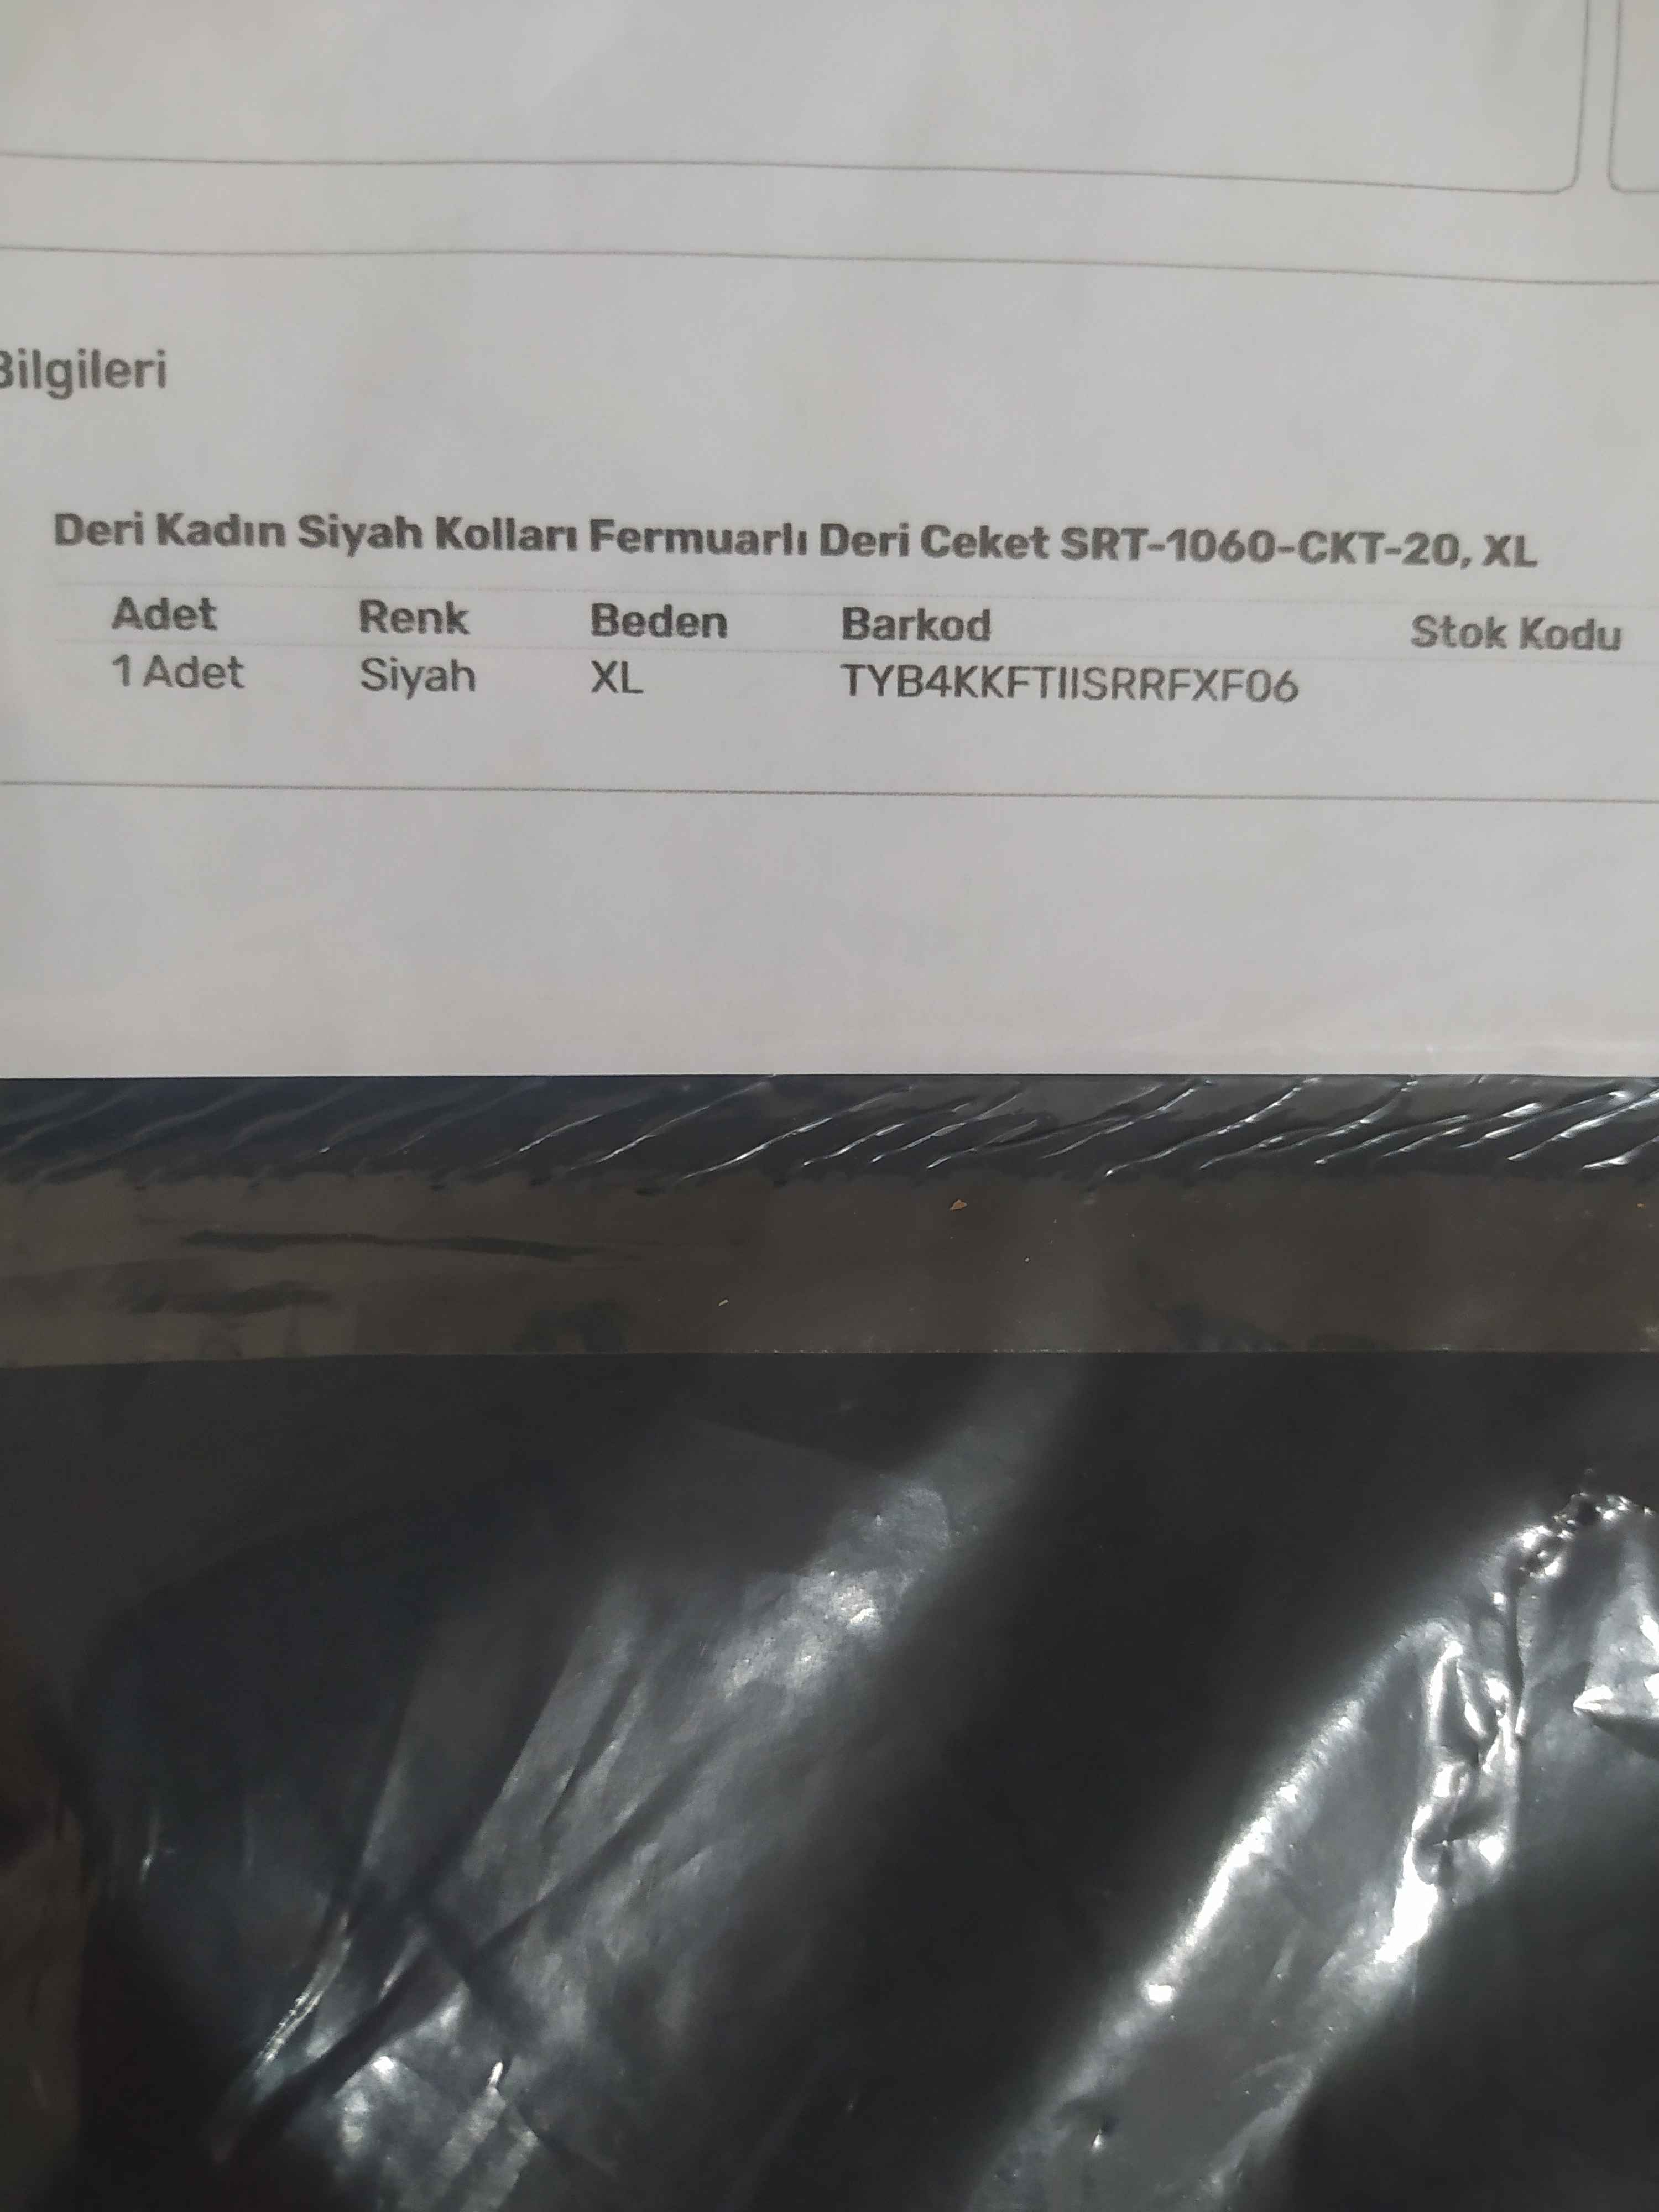 Bilgileri
Deri Kadın Siyah Kolları Fermuarlı Deri Ceket SRT-1060-CKT-20, XL
Adet Renk Beden Barkod Stok Kodu
1 Adet Siyah XL TYB4KKFTIISRRFXF06